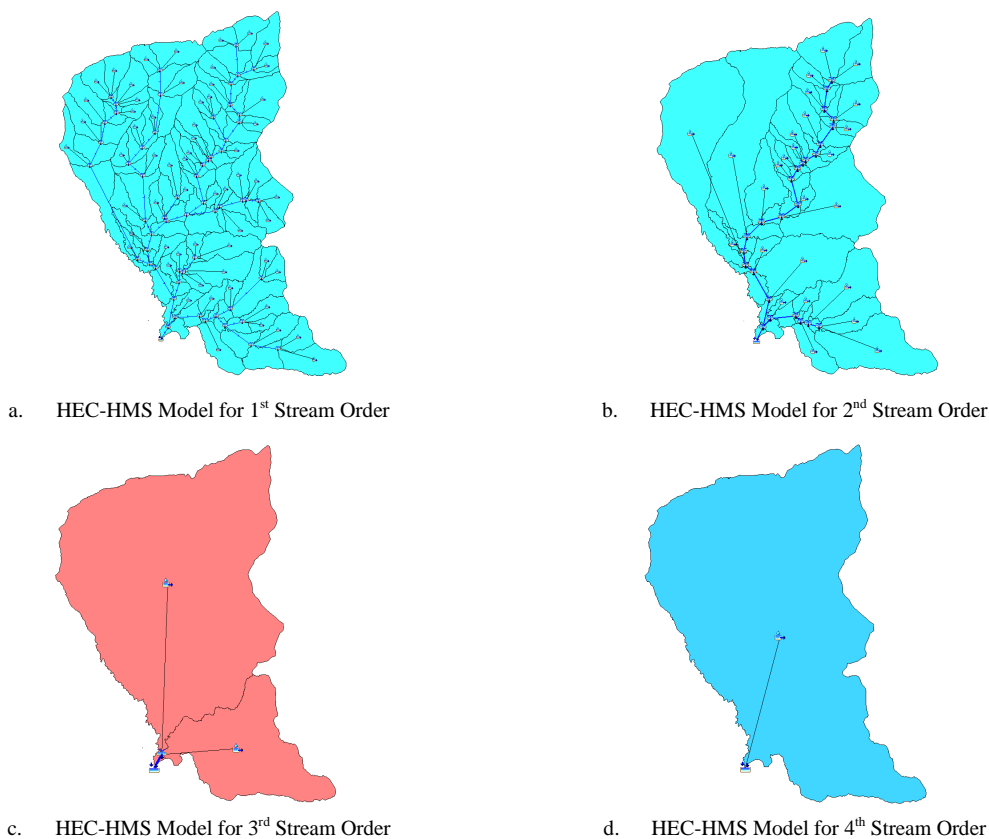 a. HEC-HMS Model for 1st Stream Order
b. HEC-HMS Model for 2nd Stream Order
c. HEC-HMS Model for 3rd Stream Order
d. HEC-HMS Model for 4th Stream Order